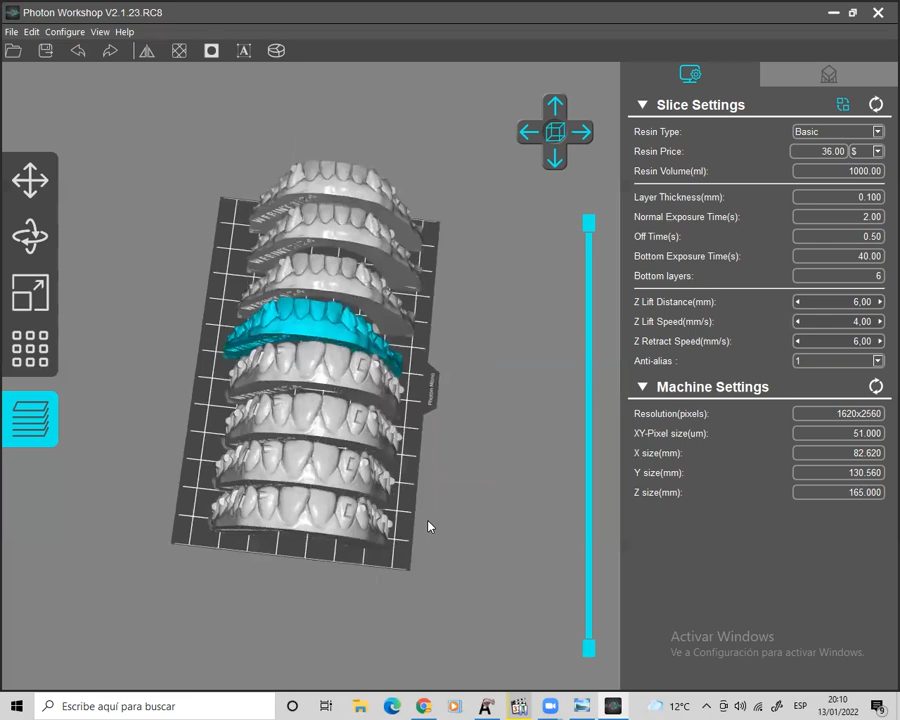 Photon Workshop V2.1.23.RC8
File Edit Configure View Help
Slice Settings
Resin Type: Basic
Resin Price: 36.00 $
Resin Volume(ml): 1000.00
Layer Thickness(mm): 0.100
Normal Exposure Time(s): 2.00
Off Time(s): 0.50
Bottom Exposure Time(s): 40.00
Bottom layers: 6
Z Lift Distance(mm): 6,00
Z Lift Speed(mm/s): 4,00
Z Retract Speed(mm/s): 6,00
Anti-alias : 1
Machine Settings
Resolution(pixels): 1620x2560
XY-Pixel size(um): 51.000
X size(mm): 82.620
Y size(mm): 130.560
Z size(mm): 165.000
Activar Windows
Ve a Configuración para activar Windows.
Escribe aquí para buscar
12°C
ESP
20:10
13/01/2022
9